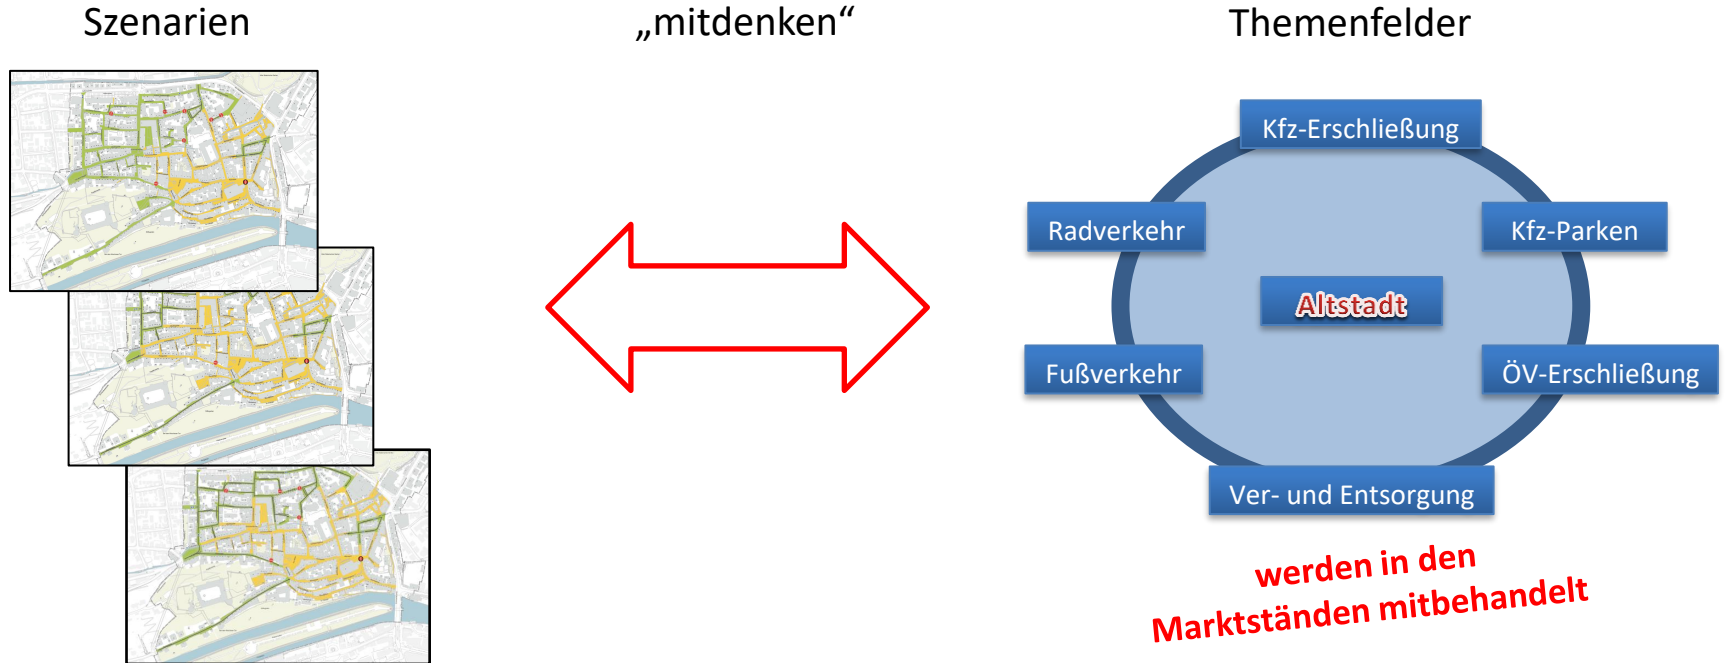 Szenarien
„mitdenken“
Themenfelder
Kfz-Erschließung
Radverkehr
Kfz-Parken
Altstadt
Fußverkehr
ÖV-Erschließung
Ver- und Entsorgung
werden in den
Marktständen mitbehandelt